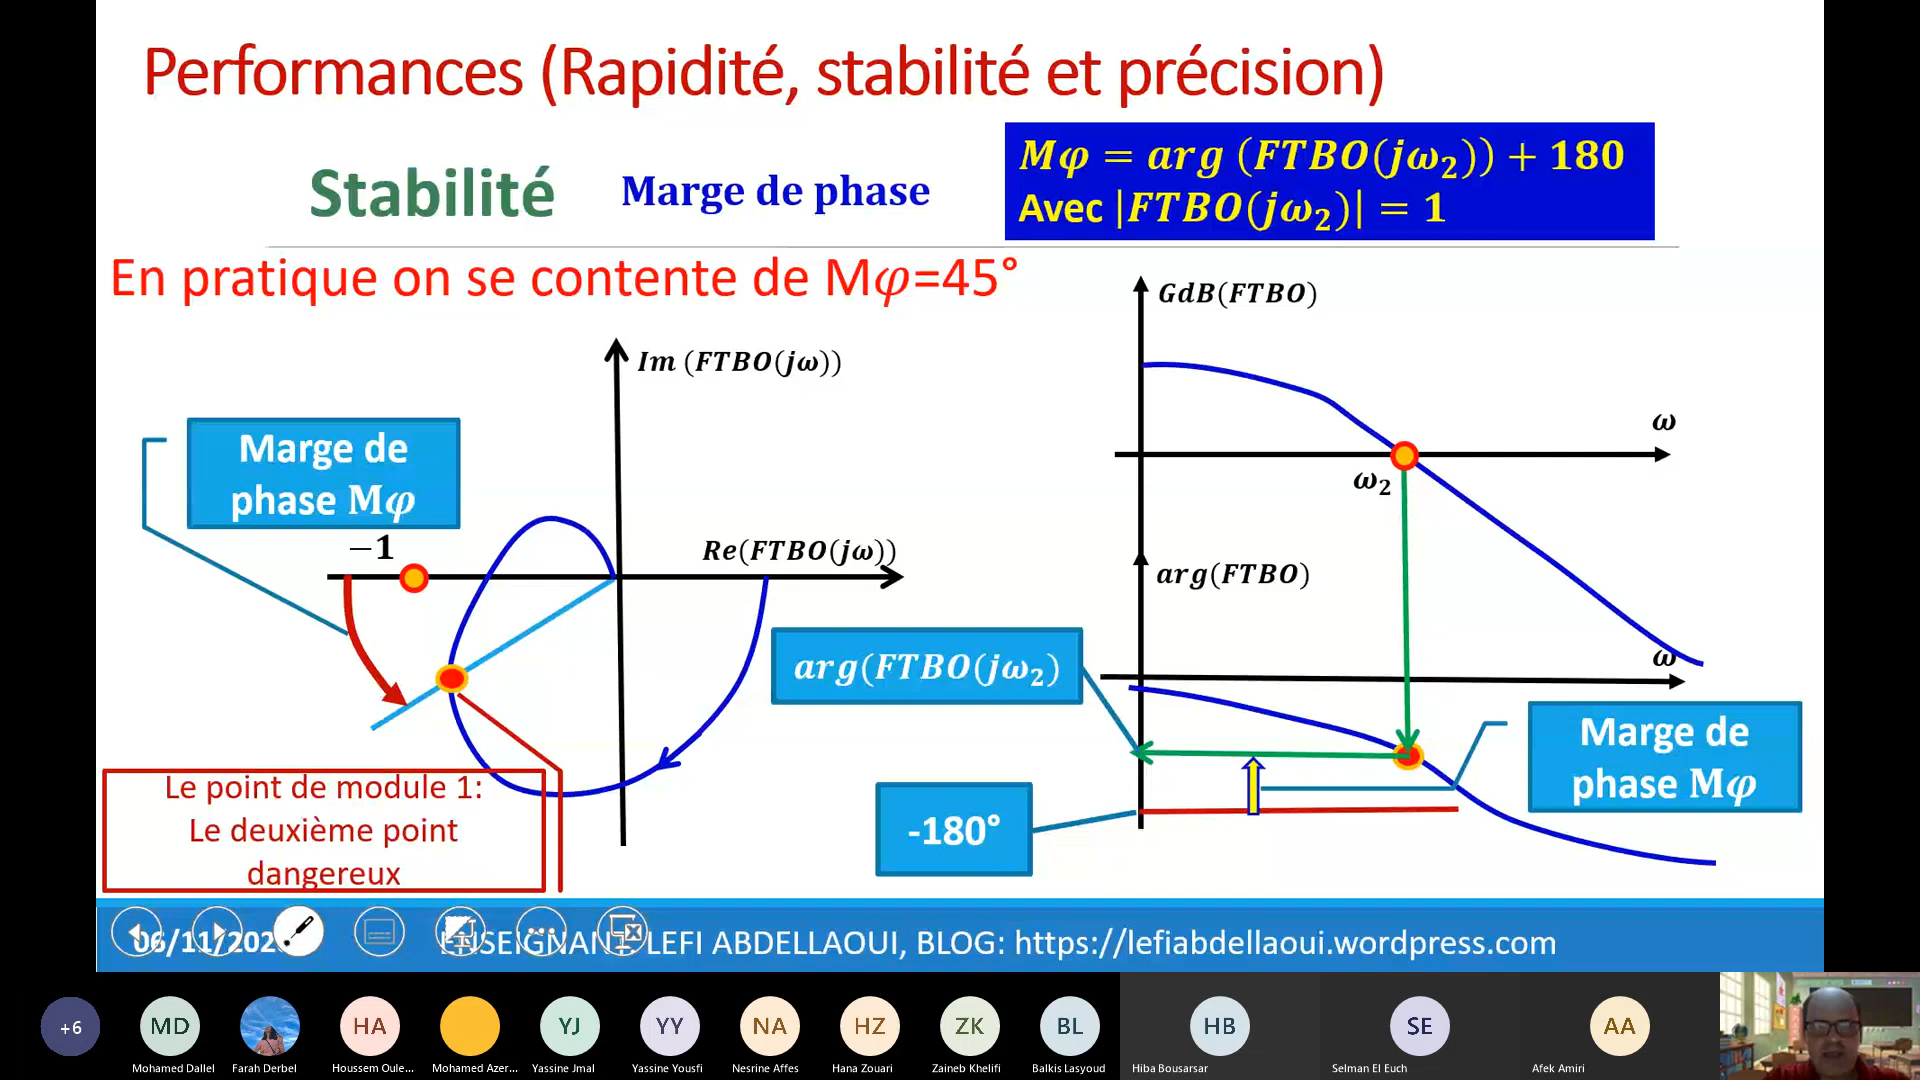 Performances (Rapidité, stabilité et précision)
Stabilité
Marge de phase
Mφ = arg (FTBO(jω₂)) + 180
Avec |FTBO(jω₂)| = 1
En pratique on se contente de Mφ=45°
GdB(FTBO)
Im (FTBO(jω))
ω
Marge de
phase Mφ
ω₂
−1
Re(FTBO(jω))
arg(FTBO)
arg(FTBO(jω₂)
ω
Marge de
phase Mφ
Le point de module 1:
Le deuxième point
dangereux
-180°
06/11/202
ENSEIGNANT LEFI ABDELLAOUI, BLOG: https://lefiabdellaoui.wordpress.com
+6
MD
HA
YJ
YY
NA
HZ
ZK
BL
HB
SE
AA
Mohamed Dallel
Farah Derbel
Houssem Oule...
Mohamed Azer...
Yassine Jmal
Yassine Yousfi
Nesrine Affes
Hana Zouari
Zaineb Khelifi
Balkis Lasyoud
Hiba Bousarsar
Selman El Euch
Afek Amiri